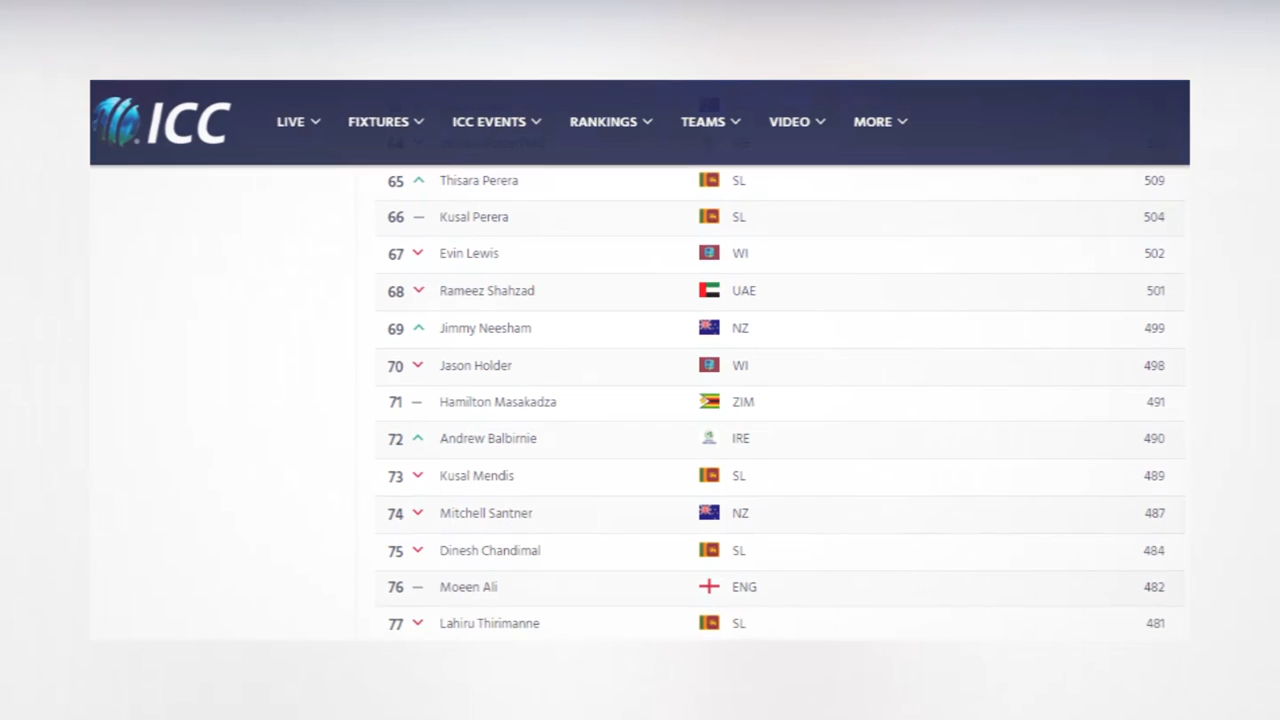 ICC LIVE FIXTURES ICC EVENTS RANKINGS TEAMS VIDEO MORE
65 Thisara Perera SL 509
66 Kusal Perera SL 504
67 Evin Lewis WI 502
68 Rameez Shahzad UAE 501
69 Jimmy Neesham NZ 499
70 Jason Holder WI 498
71 Hamilton Masakadza ZIM 491
72 Andrew Balbirnie IRE 490
73 Kusal Mendis SL 489
74 Mitchell Santner NZ 487
75 Dinesh Chandimal SL 484
76 Moeen Ali ENG 482
77 Lahiru Thirimanne SL 481